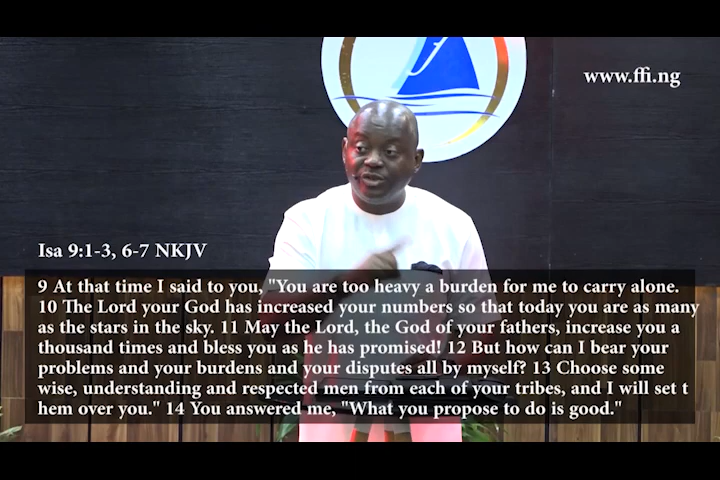 www.ffi.ng
Isa 9:1-3, 6-7 NKJV
9 At that time I said to you, "You are too heavy a burden for me to carry alone.
10 The Lord your God has increased your numbers so that today you are as many
as the stars in the sky. 11 May the Lord, the God of your fathers, increase you a
thousand times and bless you as he has promised! 12 But how can I bear your
problems and your burdens and your disputes all by myself? 13 Choose some
wise, understanding and respected men from each of your tribes, and I will set t
hem over you." 14 You answered me, "What you propose to do is good."